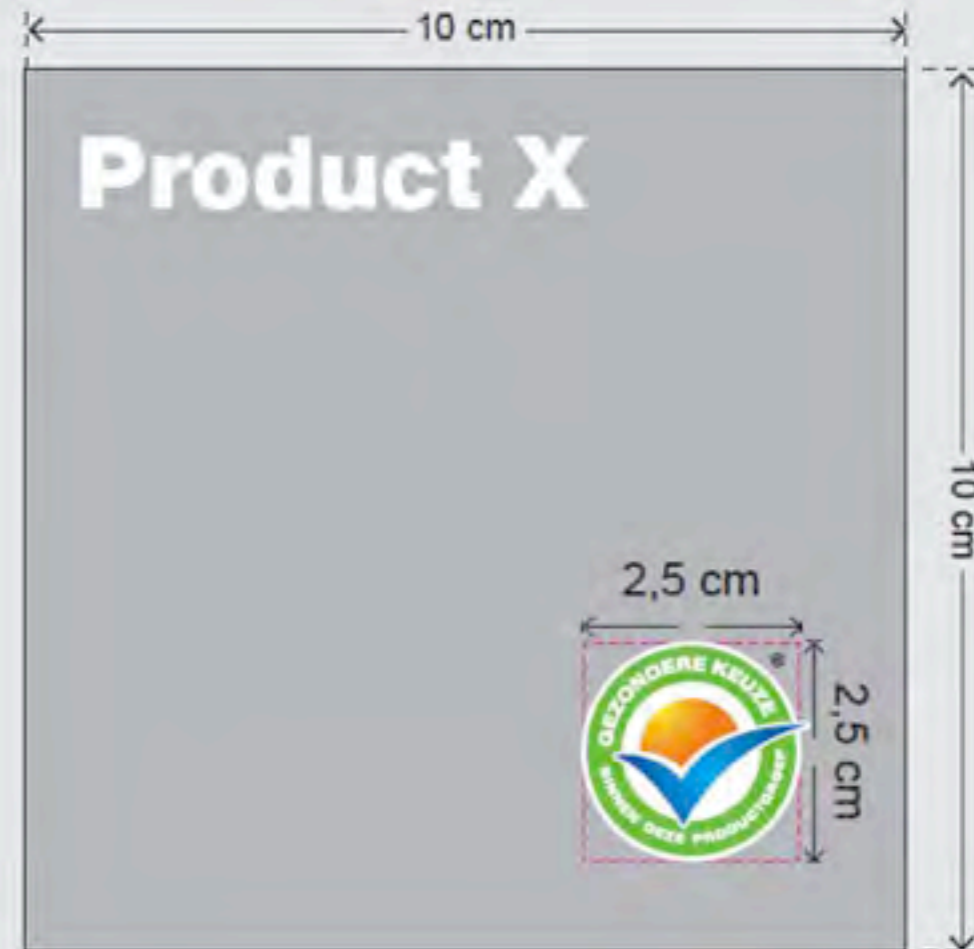 10 cm
Product X
10 cm
2,5 cm
GEZONDERE KEUZE
®
2,5 cm
BINNEN DEZE PRODUCTGROEP